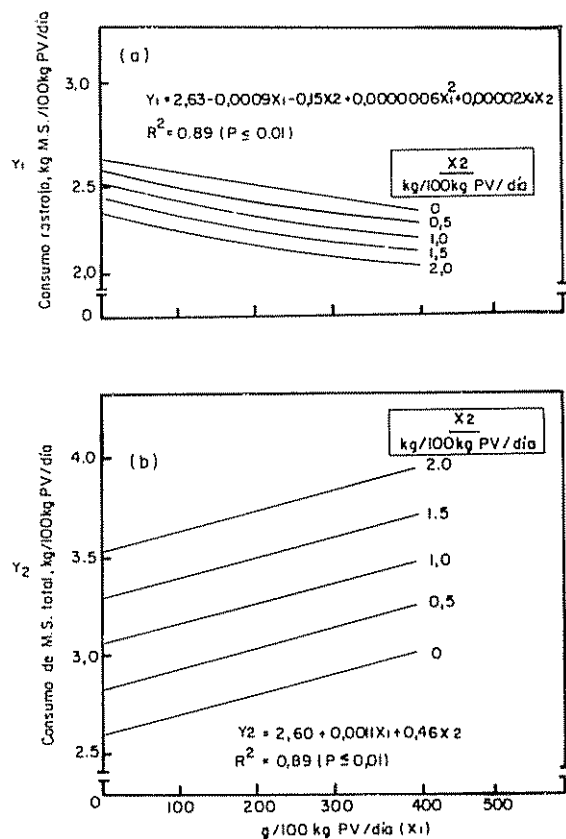 (a)
3,0
Y1 = 2,63-0,0009X1-0,15X2+0,0000006X1²+0,00002X1X2
R² = 0.89 (P ≤ 0.01)
Y1
Consumo rastrojo, kg M.S./100kg PV/día
X2
kg/100kg PV/día
2.5
0
0,5
1,0
1,5
2,0
2,0
0
(b)
X2
kg/100kg PV/día
4.0
2.0
1.5
3.5
1,0
Y2
Consumo de M.S. total, kg/100kg PV/día
3.0
0,5
0
Y2 = 2,60 + 0,0011X1 + 0,46X2
R² = 0,89 (P ≤ 0,01)
2.5
0
100
200
300
400
500
g/100 kg PV/día (X1)